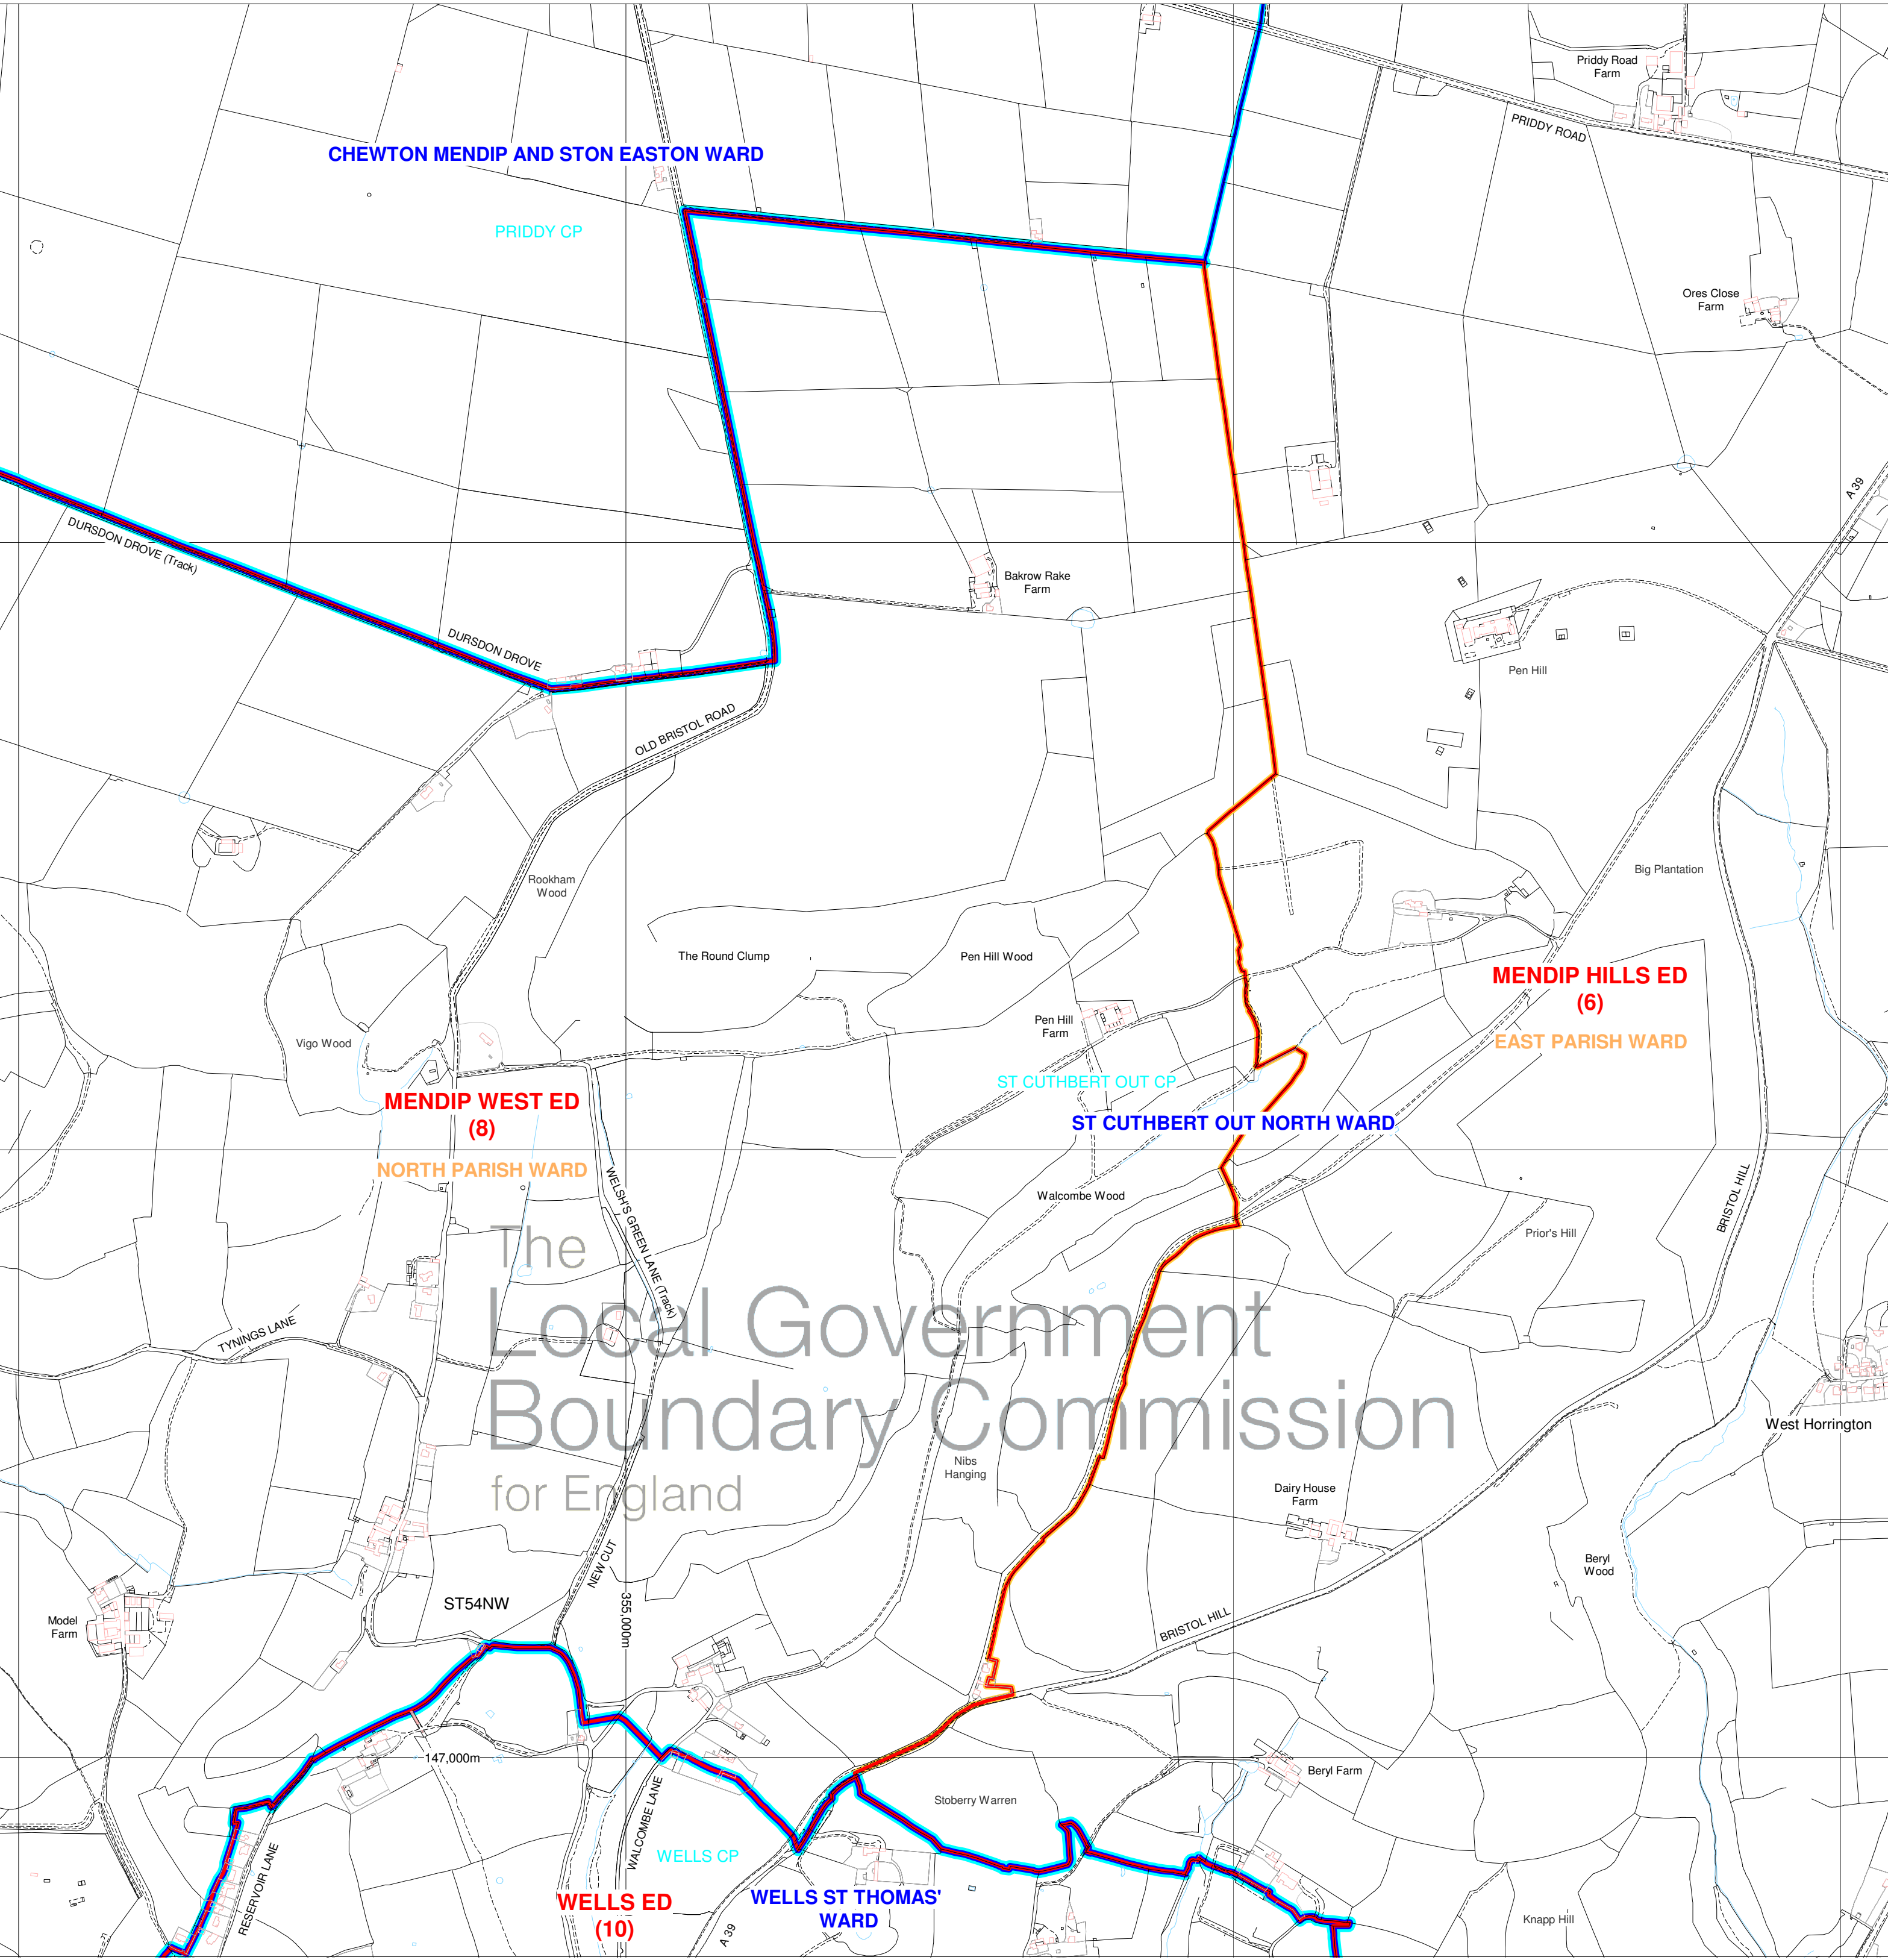 Priddy Road
Farm
PRIDDY ROAD
CHEWTON MENDIP AND STON EASTON WARD
PRIDDY CP
Ores Close
Farm
A 39
DURSDON DROVE (Track)
Bakrow Rake
Farm
DURSDON DROVE
Pen Hill
OLD BRISTOL ROAD
Rookham
Wood
Big Plantation
The Round Clump
Pen Hill Wood
MENDIP HILLS ED
(6)
Pen Hill
Farm
Vigo Wood
EAST PARISH WARD
ST CUTHBERT OUT CP
MENDIP WEST ED
(8)
ST CUTHBERT OUT NORTH WARD
NORTH PARISH WARD
WELSH'S GREEN LANE (Track)
Walcombe Wood
BRISTOL HILL
Prior's Hill
The
Local Government
Boundary Commission
for England
TYNINGS LANE
West Horrington
Nibs
Hanging
Dairy House
Farm
NEW CUT
Beryl
Wood
ST54NW
355,000m
Model
Farm
BRISTOL HILL
147,000m
Beryl Farm
Stoberry Warren
WALCOMBE LANE
WELLS CP
RESERVOIR LANE
WELLS ED
(10)
WELLS ST THOMAS'
WARD
A 39
Knapp Hill